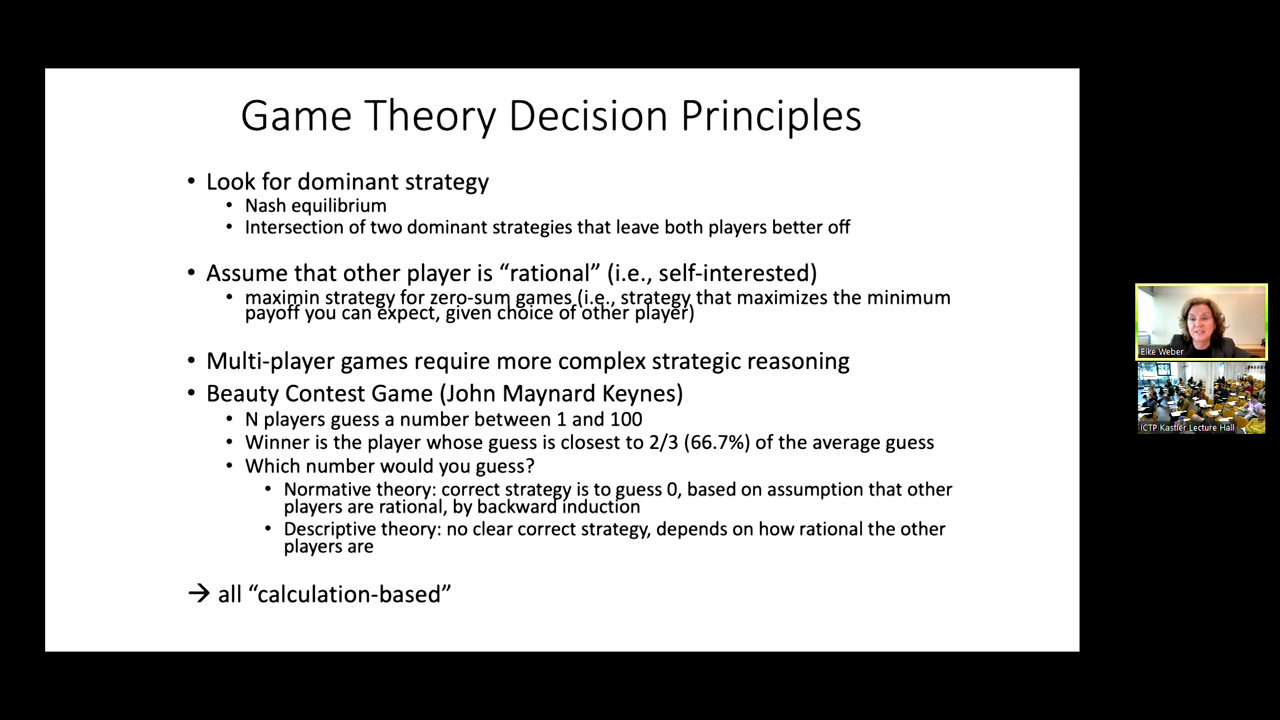 Game Theory Decision Principles
• Look for dominant strategy
• Nash equilibrium
• Intersection of two dominant strategies that leave both players better off
• Assume that other player is “rational” (i.e., self-interested)
• maximin strategy for zero-sum games (i.e., strategy that maximizes the minimum
payoff you can expect, given choice of other player)
• Multi-player games require more complex strategic reasoning
• Beauty Contest Game (John Maynard Keynes)
• N players guess a number between 1 and 100
• Winner is the player whose guess is closest to 2/3 (66.7%) of the average guess
• Which number would you guess?
• Normative theory: correct strategy is to guess 0, based on assumption that other
players are rational, by backward induction
• Descriptive theory: no clear correct strategy, depends on how rational the other
players are
→ all “calculation-based”
Elke Weber
ICTP Kastler Lecture Hall